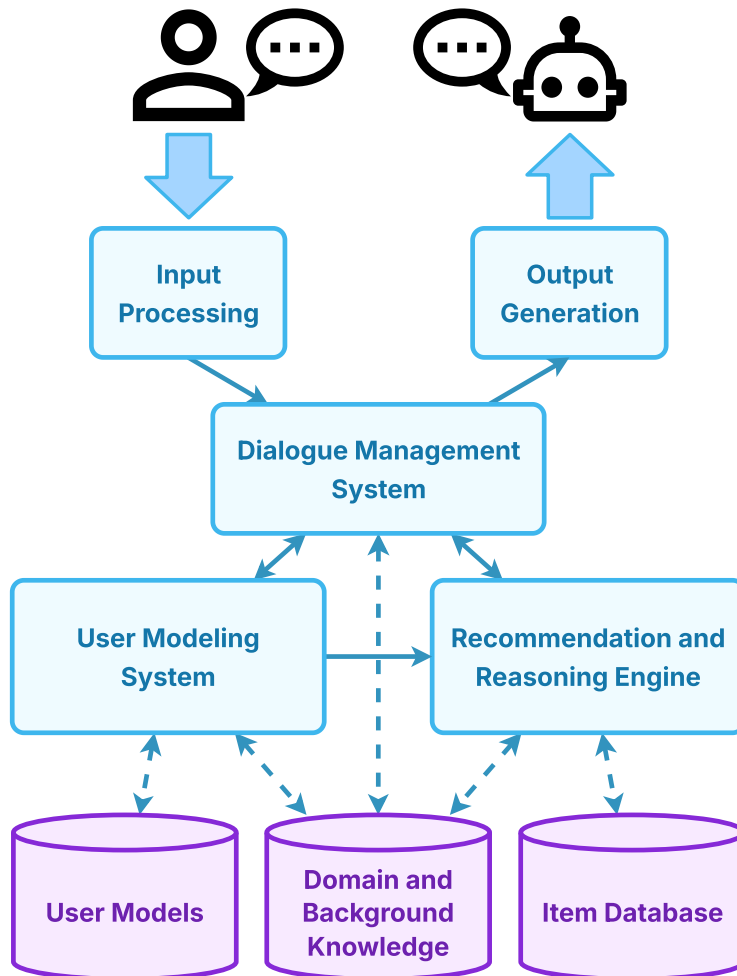 Input
Processing
Output
Generation
Dialogue Management
System
User Modeling
System
Recommendation and
Reasoning Engine
User Models
Domain and
Background
Knowledge
Item Database